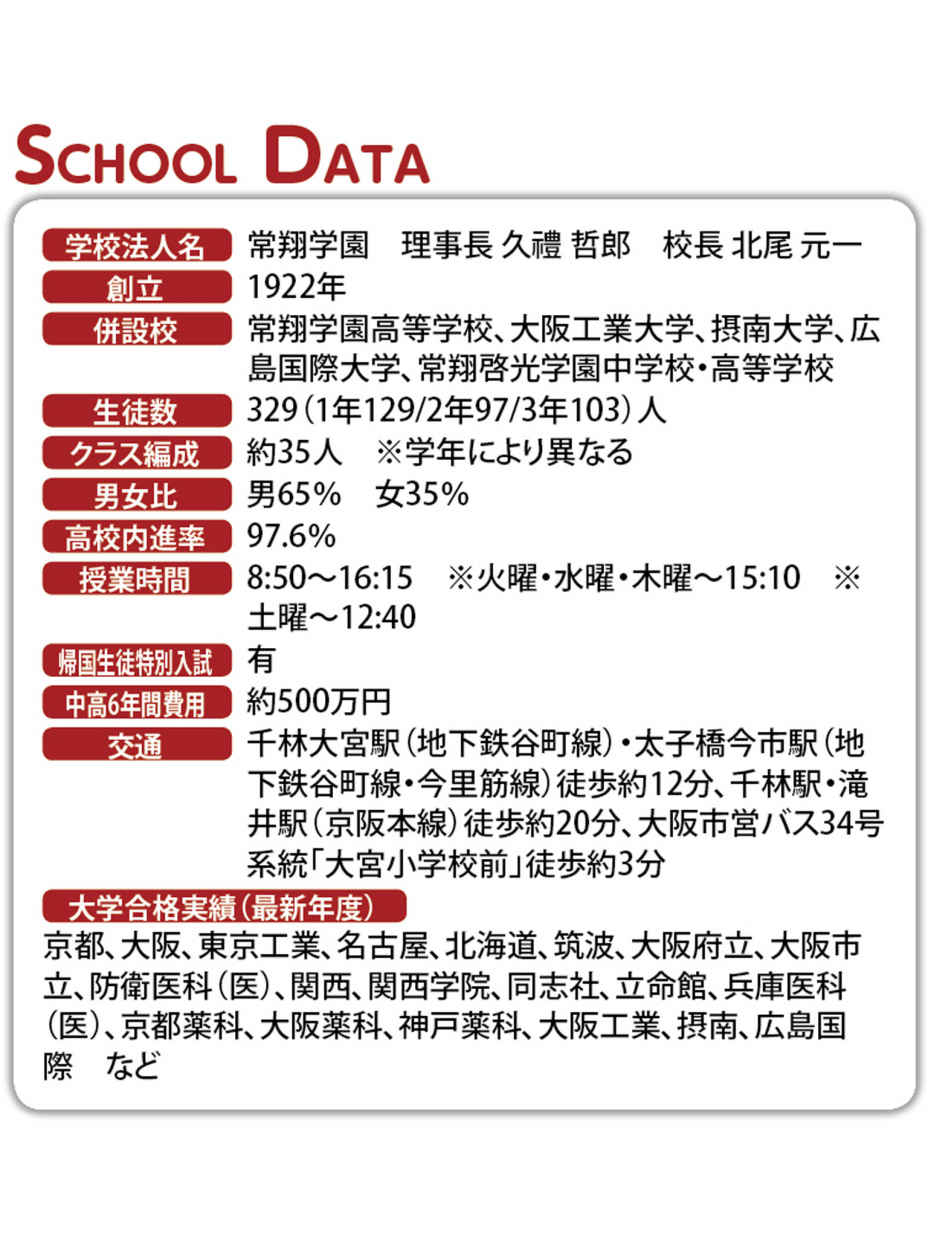 SCHOOL DATA
学校法人名 常翔学園　理事長 久禮 哲郎　校長 北尾 元一
創立 1922年
併設校 常翔学園高等学校、大阪工業大学、摂南大学、広
島国際大学、常翔啓光学園中学校・高等学校
生徒数 329（1年129/2年97/3年103）人
クラス編成 約35人　※学年により異なる
男女比 男65%　女35%
高校内進率 97.6%
授業時間 8:50～16:15　※火曜・水曜・木曜～15:10　※
土曜～12:40
帰国生徒特別入試 有
中高6年間費用 約500万円
交通 千林大宮駅（地下鉄谷町線）・太子橋今市駅（地
下鉄谷町線・今里筋線）徒歩約12分、千林駅・滝
井駅（京阪本線）徒歩約20分、大阪市営バス34号
系統「大宮小学校前」徒歩約3分
大学合格実績（最新年度）
京都、大阪、東京工業、名古屋、北海道、筑波、大阪府立、大阪市
立、防衛医科（医）、関西、関西学院、同志社、立命館、兵庫医科
（医）、京都薬科、大阪薬科、神戸薬科、大阪工業、摂南、広島国
際　など